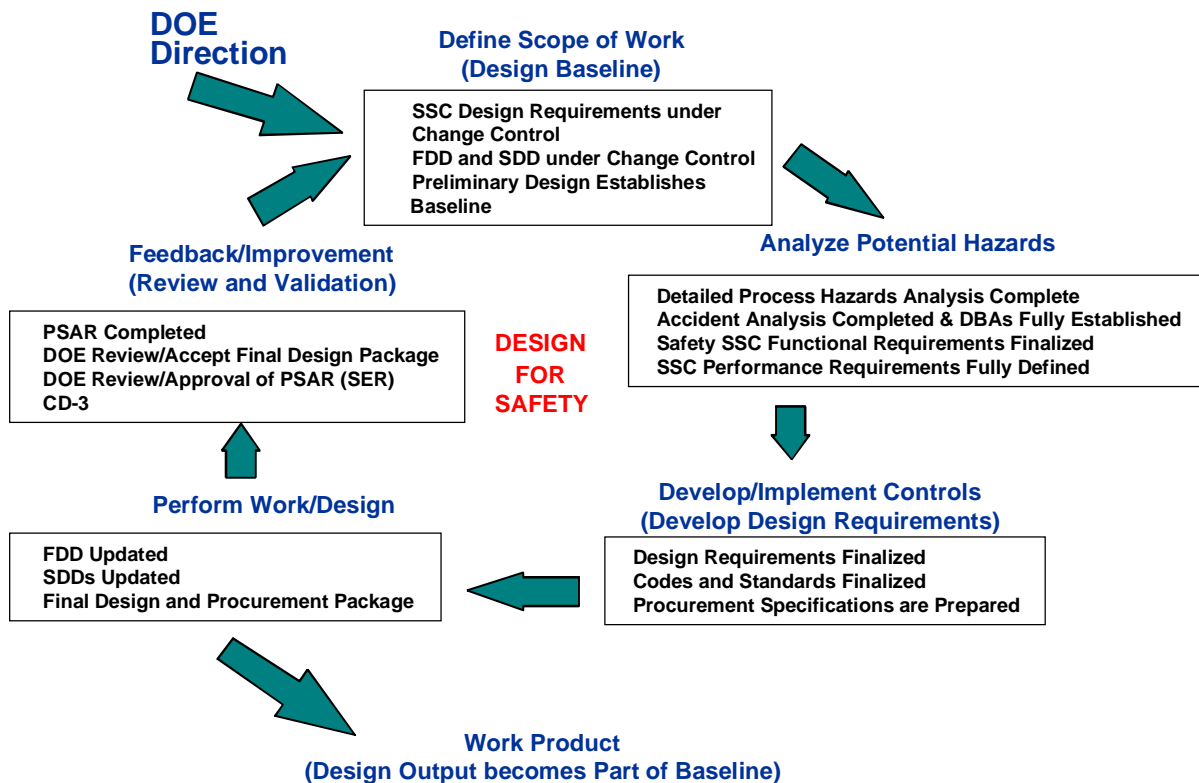 DOE
Direction
Define Scope of Work
(Design Baseline)
SSC Design Requirements under
Change Control
FDD and SDD under Change Control
Preliminary Design Establishes
Baseline
Analyze Potential Hazards
Detailed Process Hazards Analysis Complete
Accident Analysis Completed & DBAs Fully Established
Safety SSC Functional Requirements Finalized
SSC Performance Requirements Fully Defined
Develop/Implement Controls
(Develop Design Requirements)
Design Requirements Finalized
Codes and Standards Finalized
Procurement Specifications are Prepared
Perform Work/Design
FDD Updated
SDDs Updated
Final Design and Procurement Package
Feedback/Improvement
(Review and Validation)
PSAR Completed
DOE Review/Accept Final Design Package
DOE Review/Approval of PSAR (SER)
CD-3
DESIGN
FOR
SAFETY
Work Product
(Design Output becomes Part of Baseline)